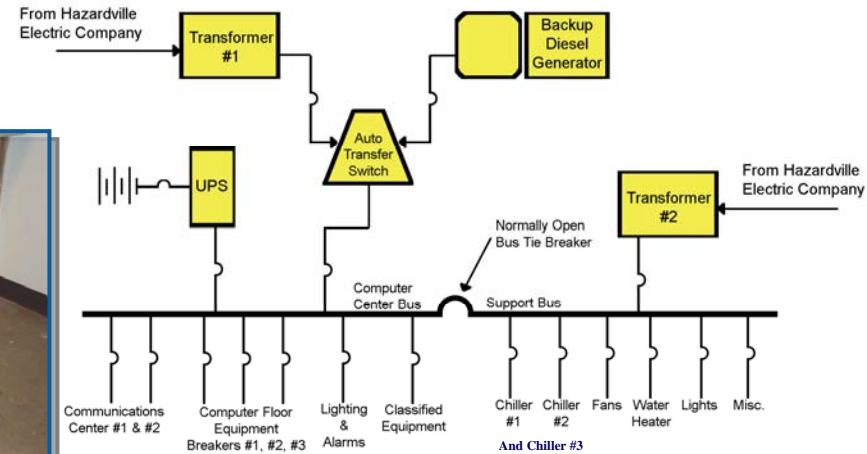 From Hazardville
Electric Company
Transformer
#1
Backup
Diesel
Generator
Auto
Transfer
Switch
UPS
From Hazardville
Electric Company
Transformer
#2
Normally Open
Bus Tie Breaker
Computer
Center Bus
Support Bus
Communications
Center #1 & #2
Computer Floor
Equipment
Breakers #1, #2, #3
Lighting
&
Alarms
Classified
Equipment
Chiller
#1
Chiller
#2
Fans
Water
Heater
Lights
Misc.
And Chiller #3